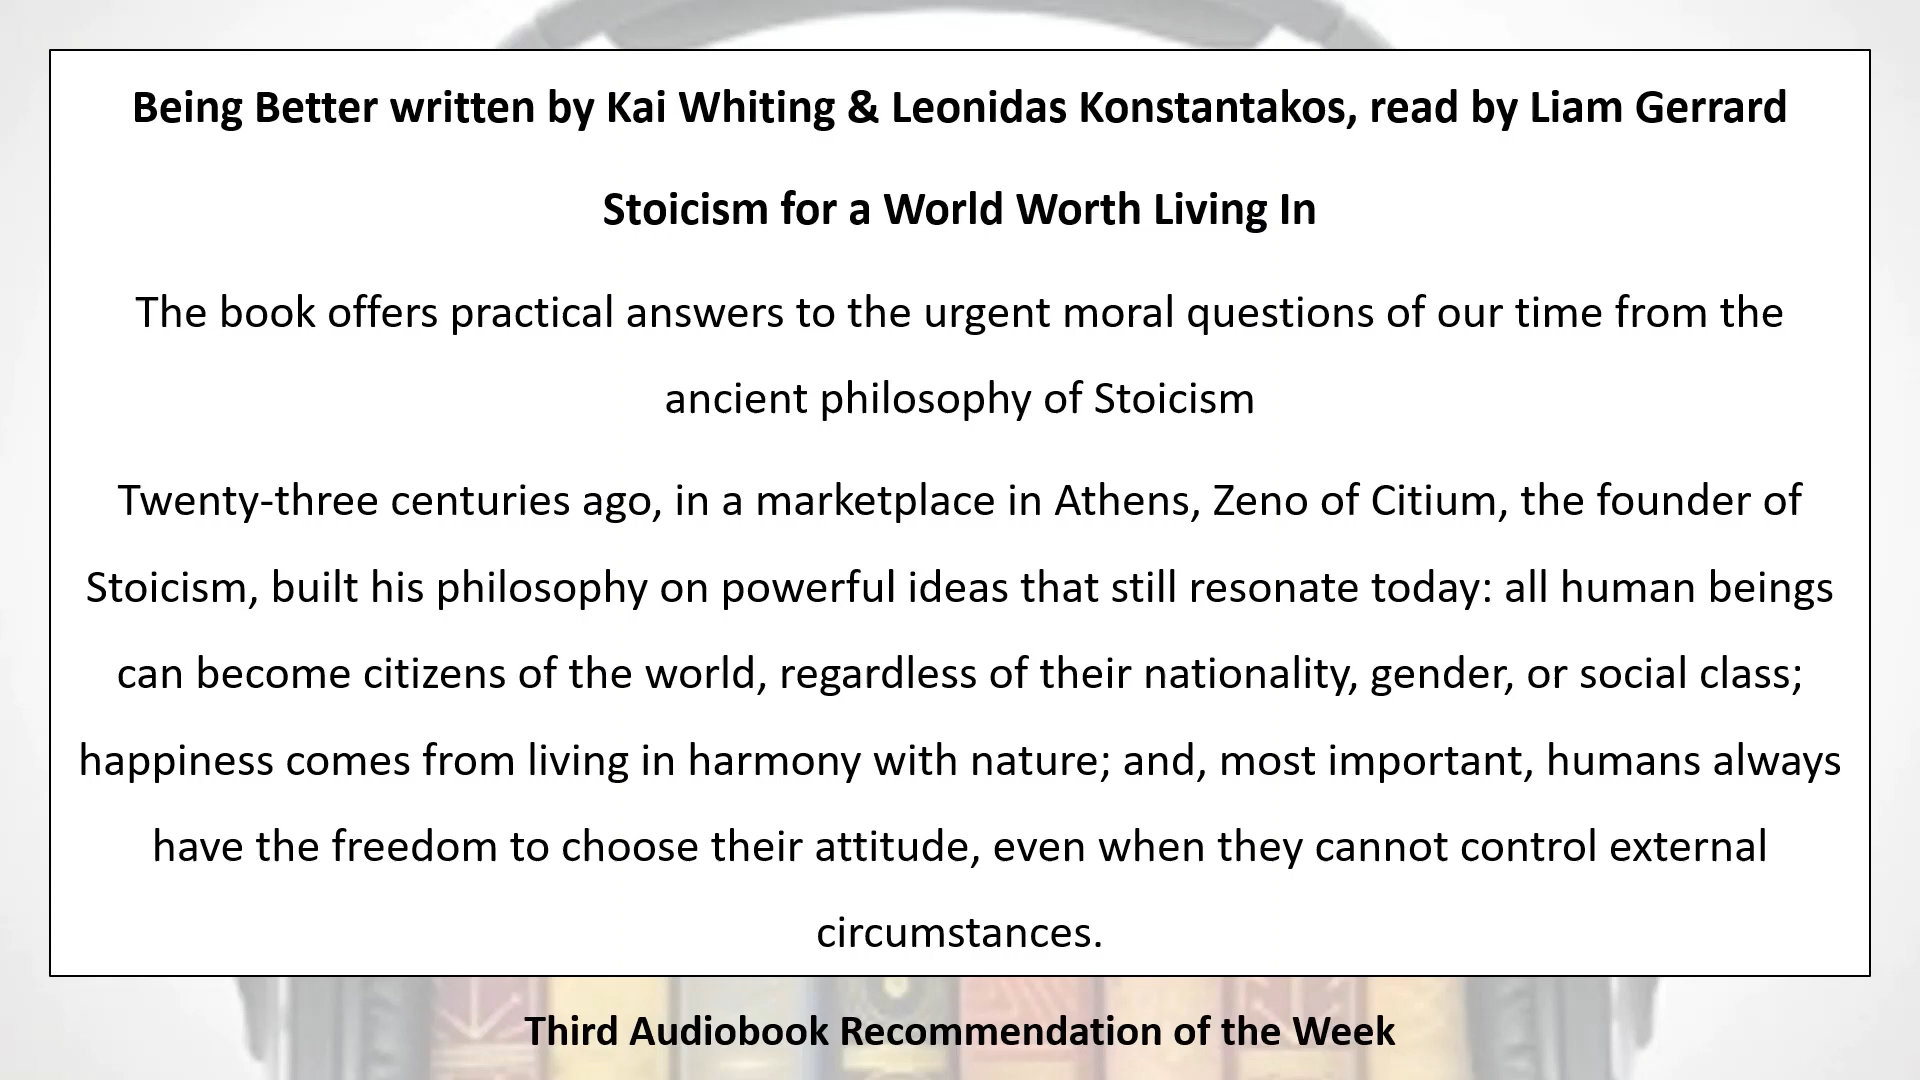 Being Better written by Kai Whiting & Leonidas Konstantakos, read by Liam Gerrard
Stoicism for a World Worth Living In
The book offers practical answers to the urgent moral questions of our time from the
ancient philosophy of Stoicism
Twenty-three centuries ago, in a marketplace in Athens, Zeno of Citium, the founder of
Stoicism, built his philosophy on powerful ideas that still resonate today: all human beings
can become citizens of the world, regardless of their nationality, gender, or social class;
happiness comes from living in harmony with nature; and, most important, humans always
have the freedom to choose their attitude, even when they cannot control external
circumstances.
Third Audiobook Recommendation of the Week